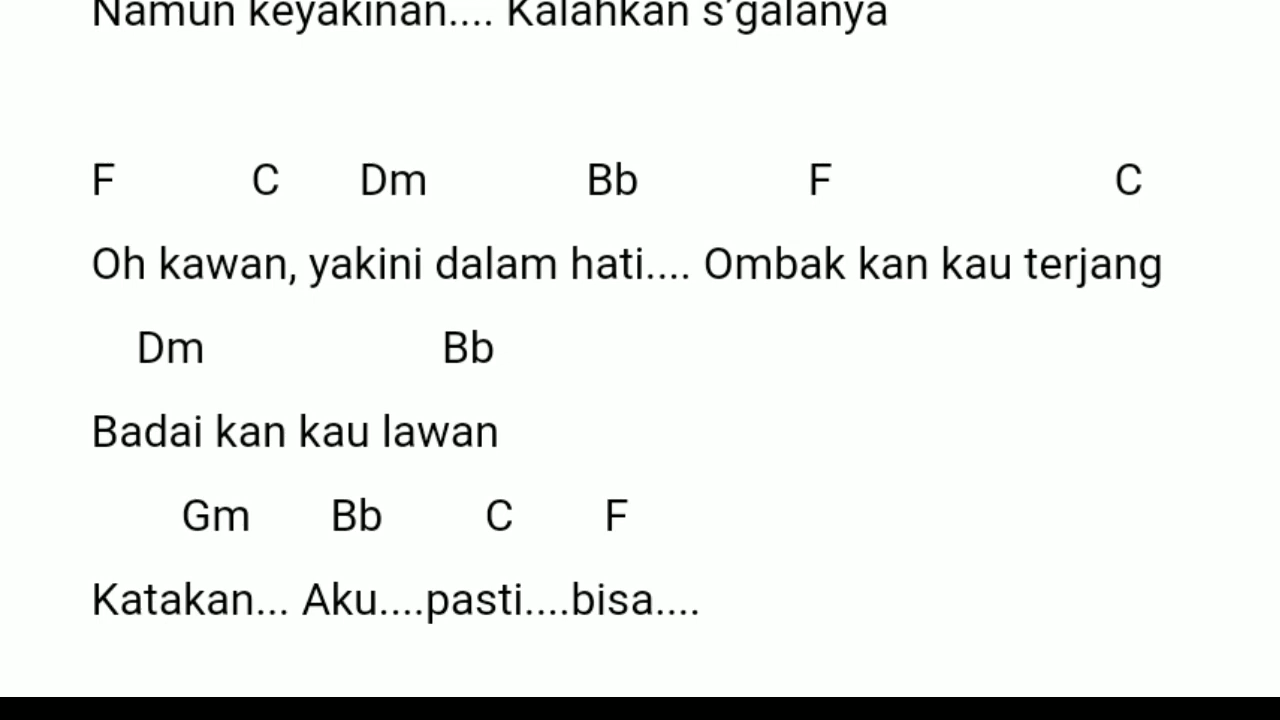 Namun keyakinan.... Kalahkan s'galanya
F C Dm Bb F C
Oh kawan, yakini dalam hati.... Ombak kan kau terjang
Dm Bb
Badai kan kau lawan
Gm Bb C F
Katakan... Aku....pasti....bisa....